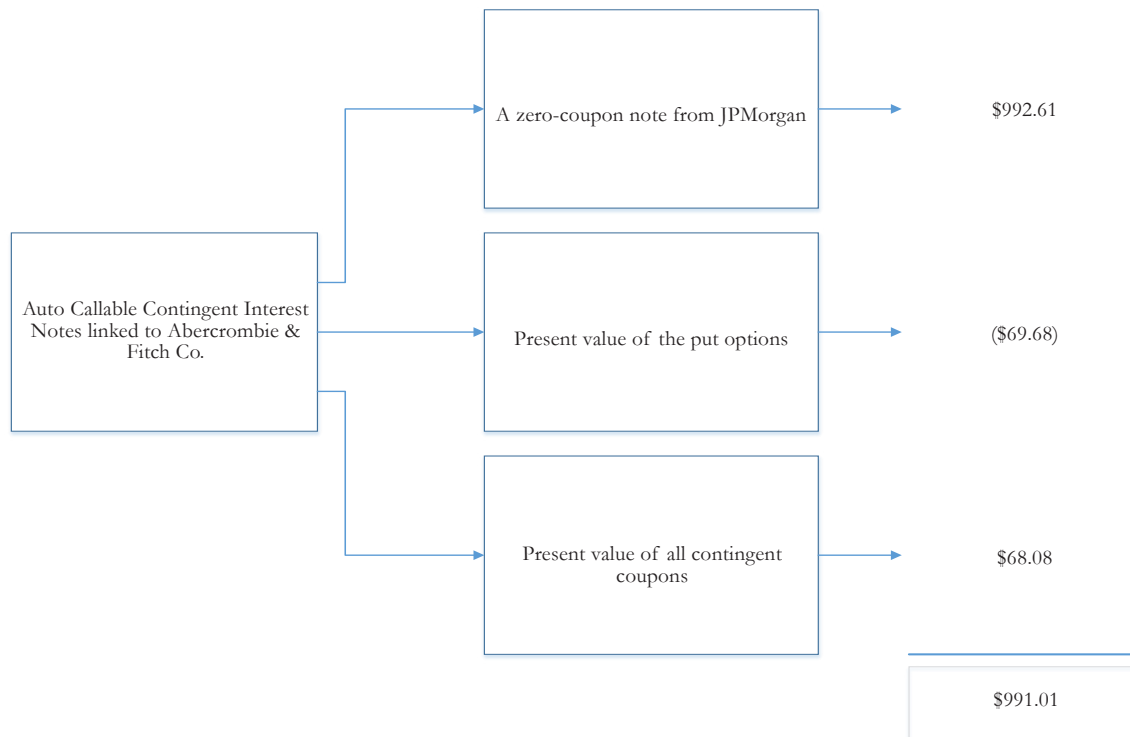 A zero-coupon note from JPMorgan
$992.61
Auto Callable Contingent Interest
Notes linked to Abercrombie &
Fitch Co.
Present value of the put options
($69.68)
Present value of all contingent
coupons
$68.08
$991.01